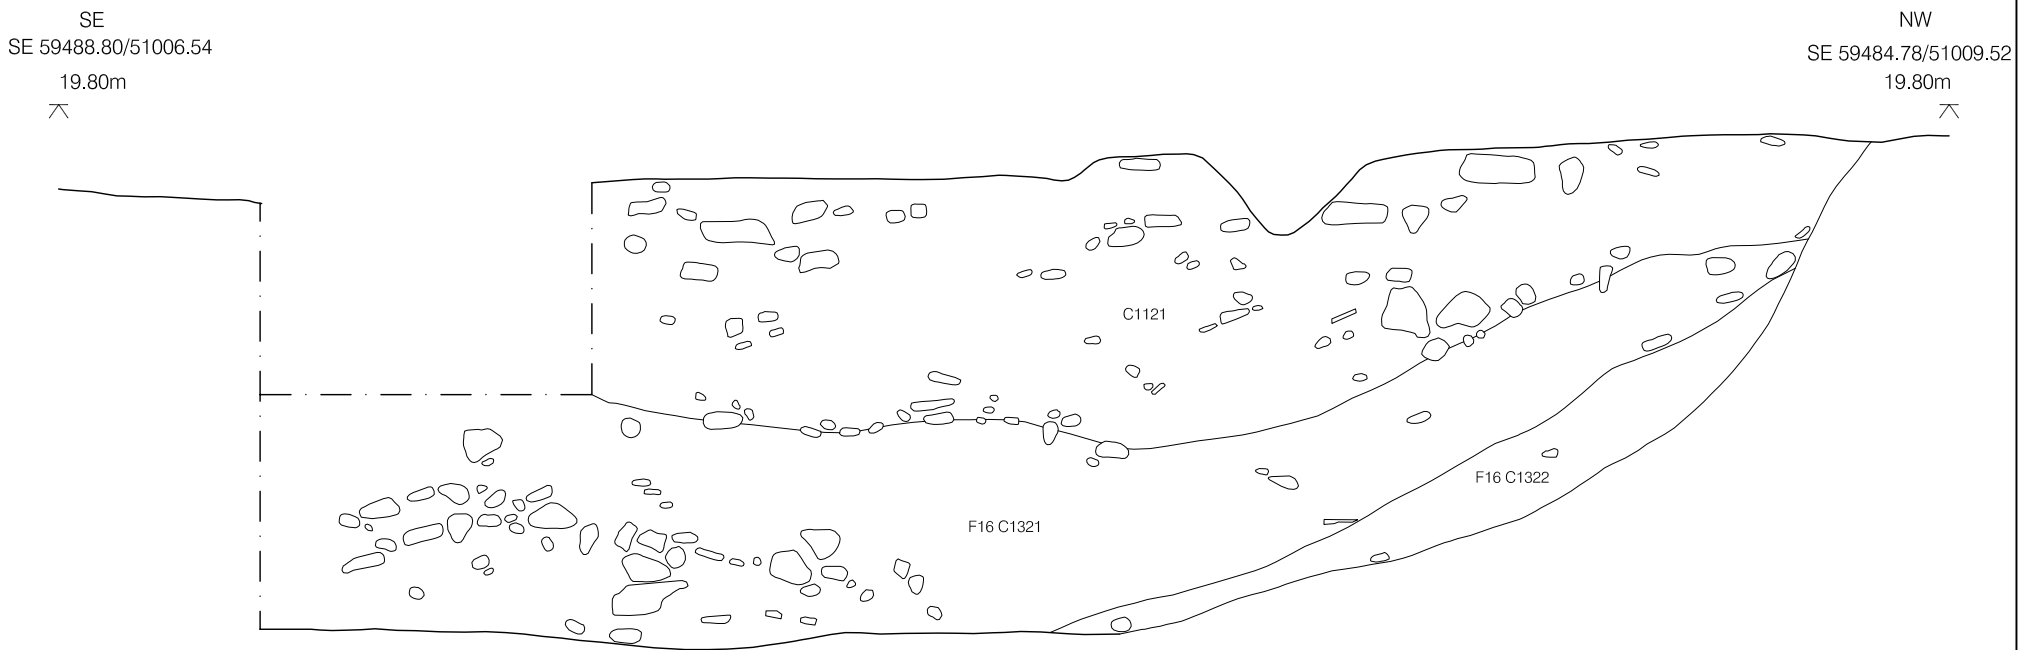 SE
SE 59488.80/51006.54
19.80m
NW
SE 59484.78/51009.52
19.80m
C1121
F16 C1322
F16 C1321